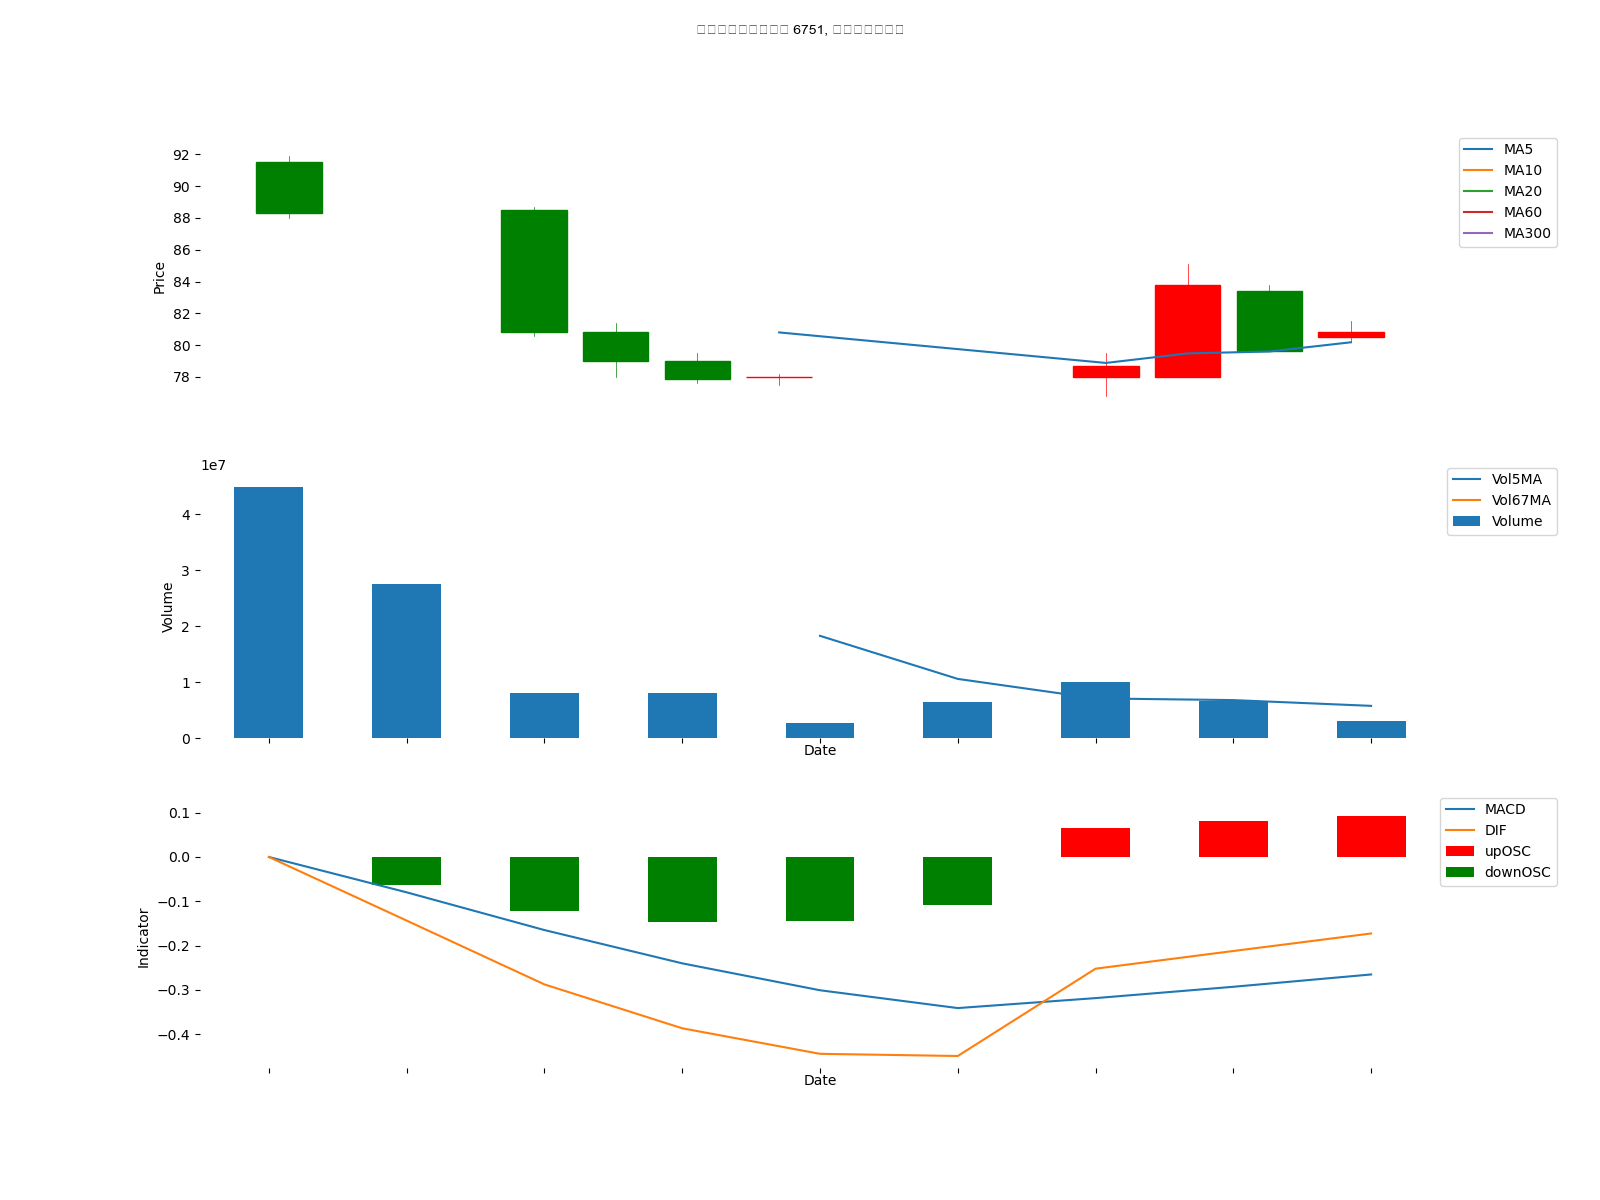 6751,
92
90
88
86
84
82
80
78
Price
MA5
MA10
MA20
MA60
MA300
1e7
4
3
2
1
0
Volume
Date
Vol5MA
Vol67MA
Volume
0.1
0.0
−0.1
−0.2
−0.3
−0.4
Indicator
Date
MACD
DIF
upOSC
downOSC